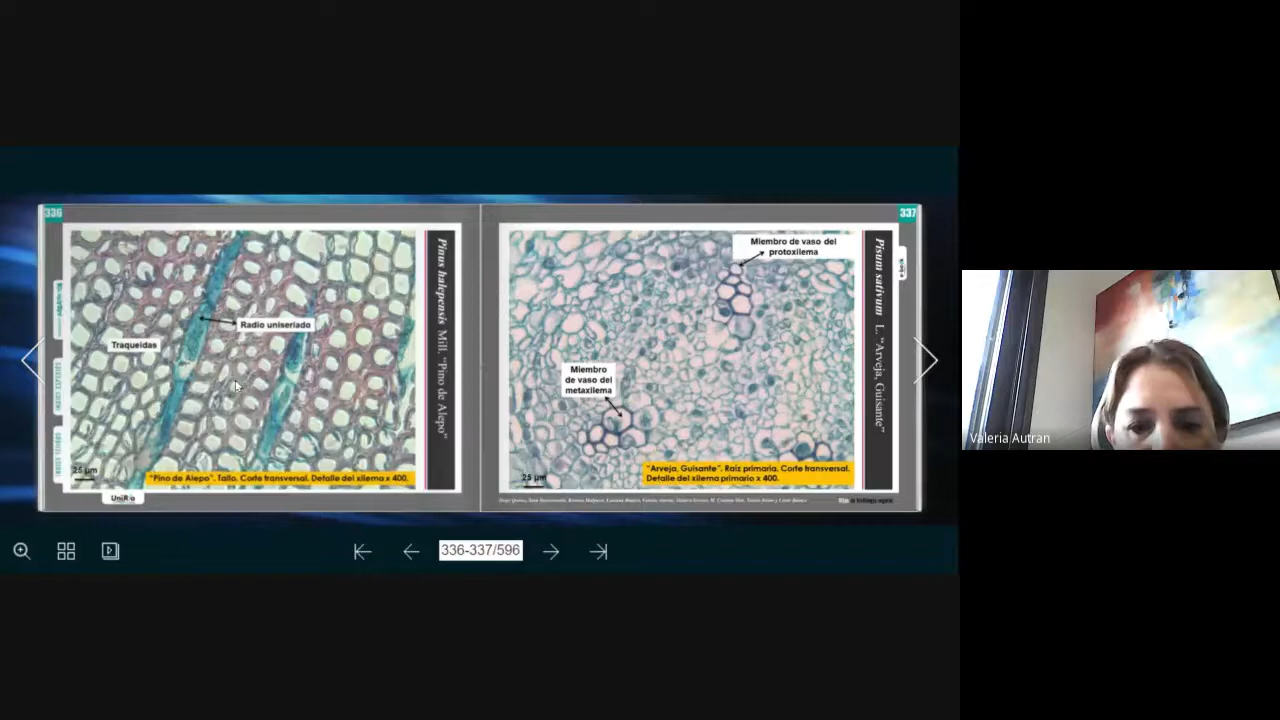 336
Radio uniseriado
Traqueidas
25 µm
"Pino de Alepo". Tallo. Corte transversal. Detalle del xilema x 400.
Pinus halepensis Mill. "Pino de Alepo"
UniRío
337
Miembro de vaso del
protoxilema
Miembro
de vaso del
metaxilema
25 µm
"Arveja, Guisante". Raíz primaria. Corte transversal.
Detalle del xilema primario x 400.
Pisum sativum L. "Arveja, Guisante"
336-337/596
Valeria Autran